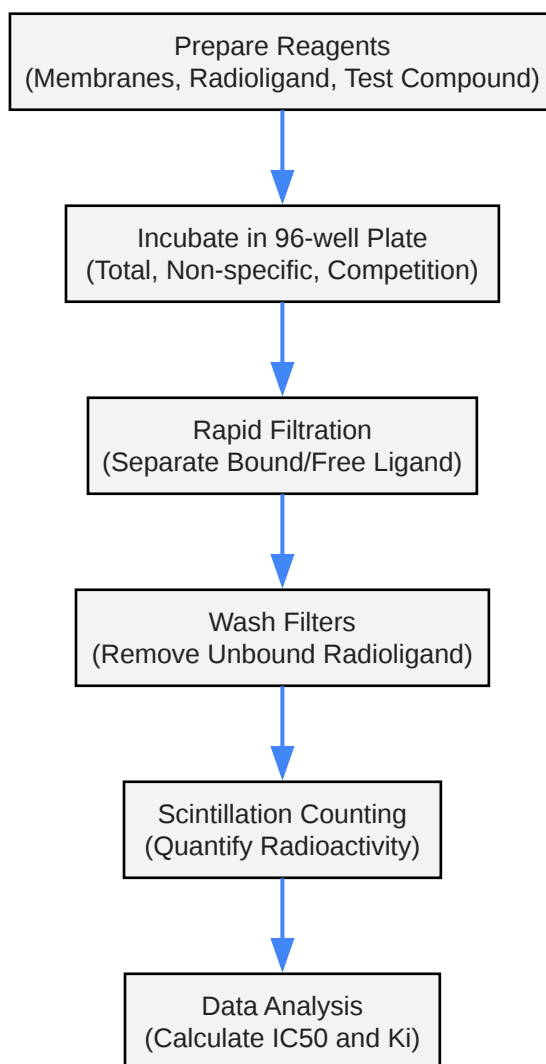 Prepare Reagents
(Membranes, Radioligand, Test Compound)
Incubate in 96-well Plate
(Total, Non-specific, Competition)
Rapid Filtration
(Separate Bound/Free Ligand)
Wash Filters
(Remove Unbound Radioligand)
Scintillation Counting
(Quantify Radioactivity)
Data Analysis
(Calculate IC50 and Ki)